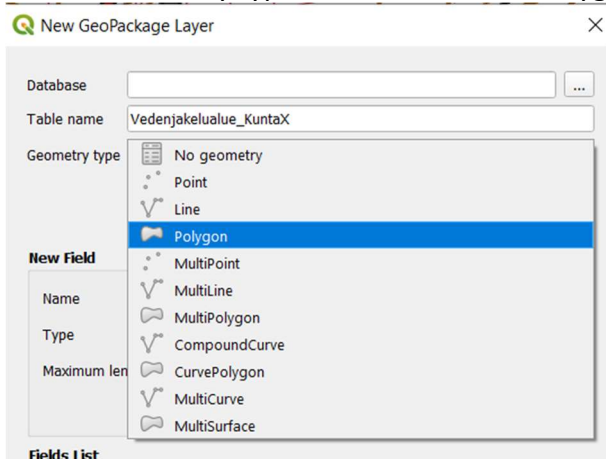 New GeoPackage Layer
Database
...
Table name Vedenjakelualue_KuntaX
Geometry type
No geometry
Point
Line
Polygon
MultiPoint
MultiLine
MultiPolygon
CompoundCurve
CurvePolygon
MultiCurve
MultiSurface
New Field
Name
Type
Maximum len
Fields List